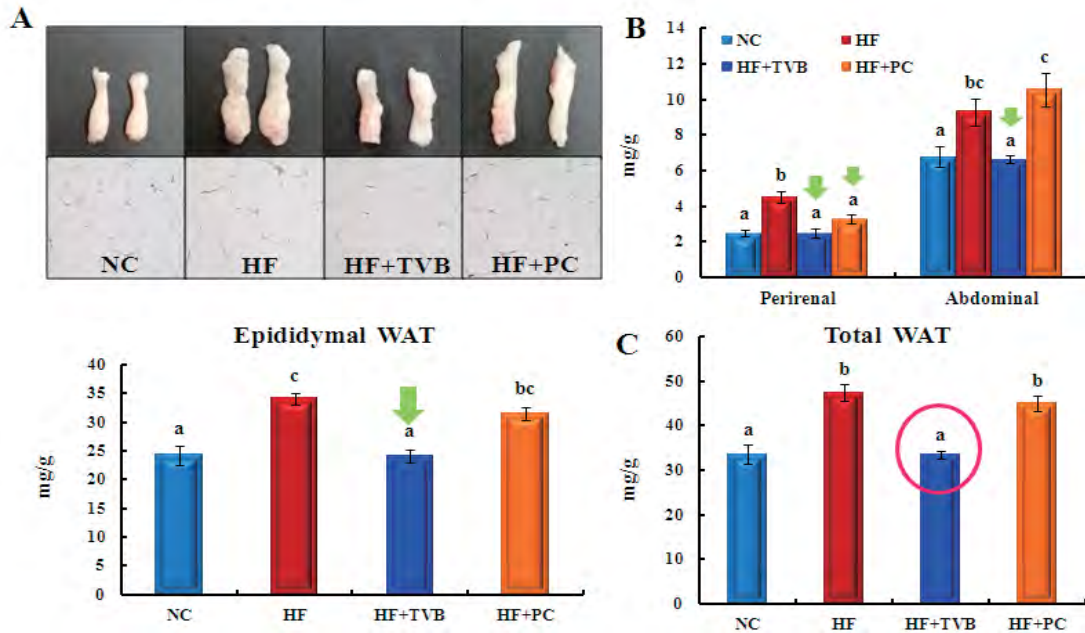 A
NC
HF
HF+TVB
HF+PC
B
14
12
10
8
6
4
2
0
mg/g
NC
HF
HF+TVB
HF+PC
a
b
a
a
a
bc
a
c
Perirenal
Abdominal
Epididymal WAT
40
35
30
25
20
15
10
5
0
mg/g
a
c
a
bc
NC
HF
HF+TVB
HF+PC
C
Total WAT
60
50
40
30
20
10
0
mg/g
a
b
a
b
NC
HF
HF+TVB
HF+PC